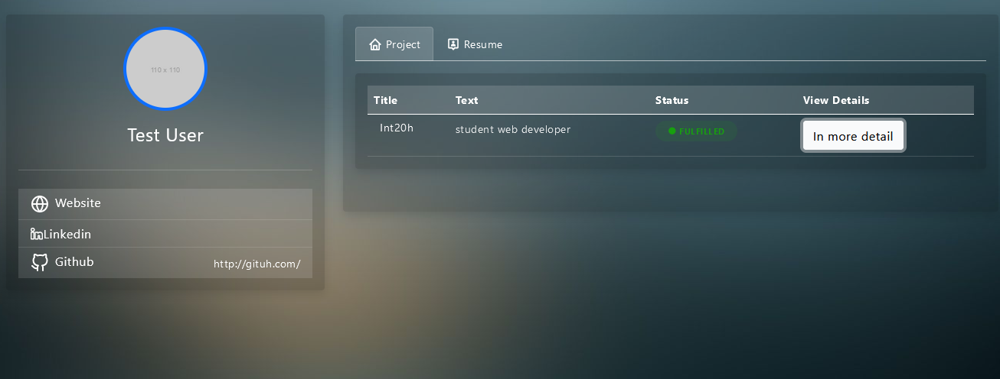 110 x 110
Test User
Website
Linkedin
Github http://gituh.com/
Project Resume
Title Text Status View Details
Int20h student web developer FULFILLED In more detail